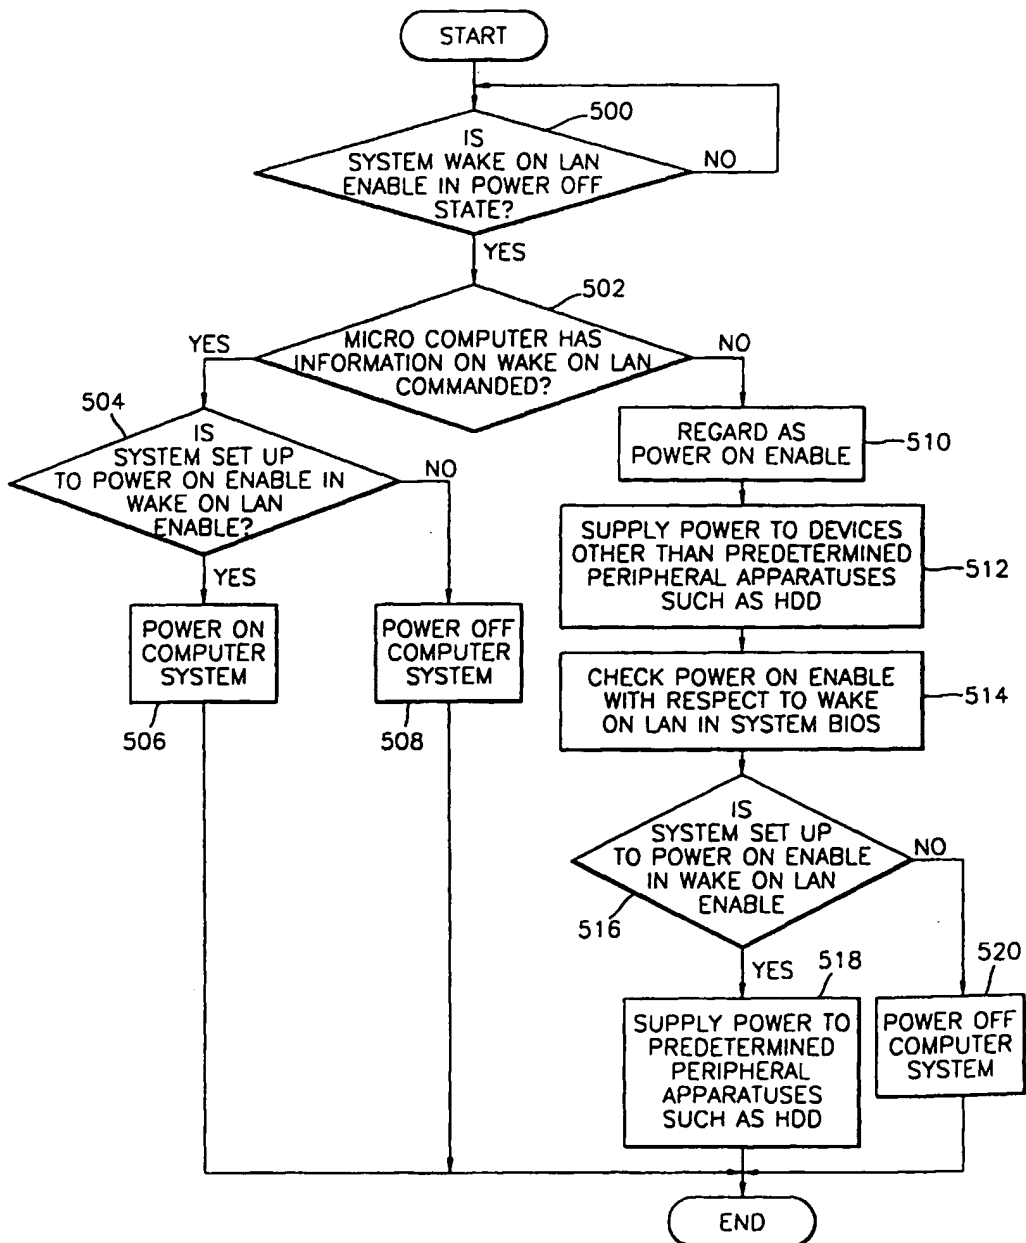 START
500
IS
SYSTEM WAKE ON LAN
ENABLE IN POWER OFF
STATE?
NO
YES
502
MICRO COMPUTER HAS
INFORMATION ON WAKE ON LAN
COMMANDED?
YES
NO
504
IS
SYSTEM SET UP
TO POWER ON ENABLE IN
WAKE ON LAN
ENABLE?
NO
YES
REGARD AS
POWER ON ENABLE
510
SUPPLY POWER TO DEVICES
OTHER THAN PREDETERMINED
PERIPHERAL APPARATUSES
SUCH AS HDD
512
POWER ON
COMPUTER
SYSTEM
506
POWER OFF
COMPUTER
SYSTEM
508
CHECK POWER ON ENABLE
WITH RESPECT TO WAKE
ON LAN IN SYSTEM BIOS
514
IS
SYSTEM SET UP
TO POWER ON ENABLE
IN WAKE ON LAN
ENABLE
516
NO
YES
518
520
SUPPLY POWER TO
PREDETERMINED
PERIPHERAL
APPARATUSES
SUCH AS HDD
POWER OFF
COMPUTER
SYSTEM
END